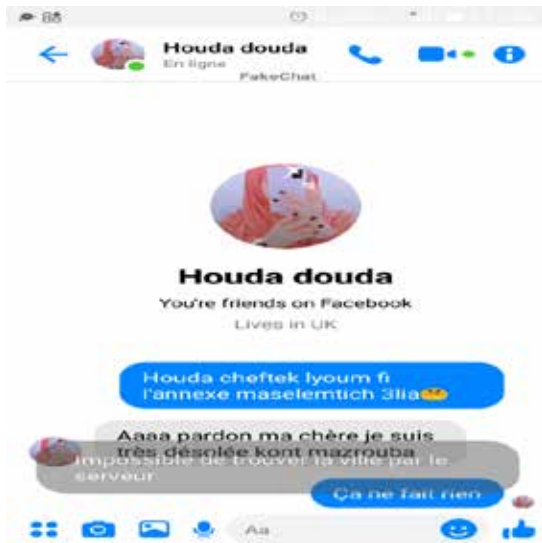 88
Houda douda
En ligne
FakeChat
Houda douda
You're friends on Facebook
Lives in UK
Houda cheftek lyoum fi
l'annexe maselemtich 3lia
Aaaa pardon ma chère je suis
très désolée kont mazrouba
impossible de trouver la ville par le
serveur
Ça ne fait rien
Aa